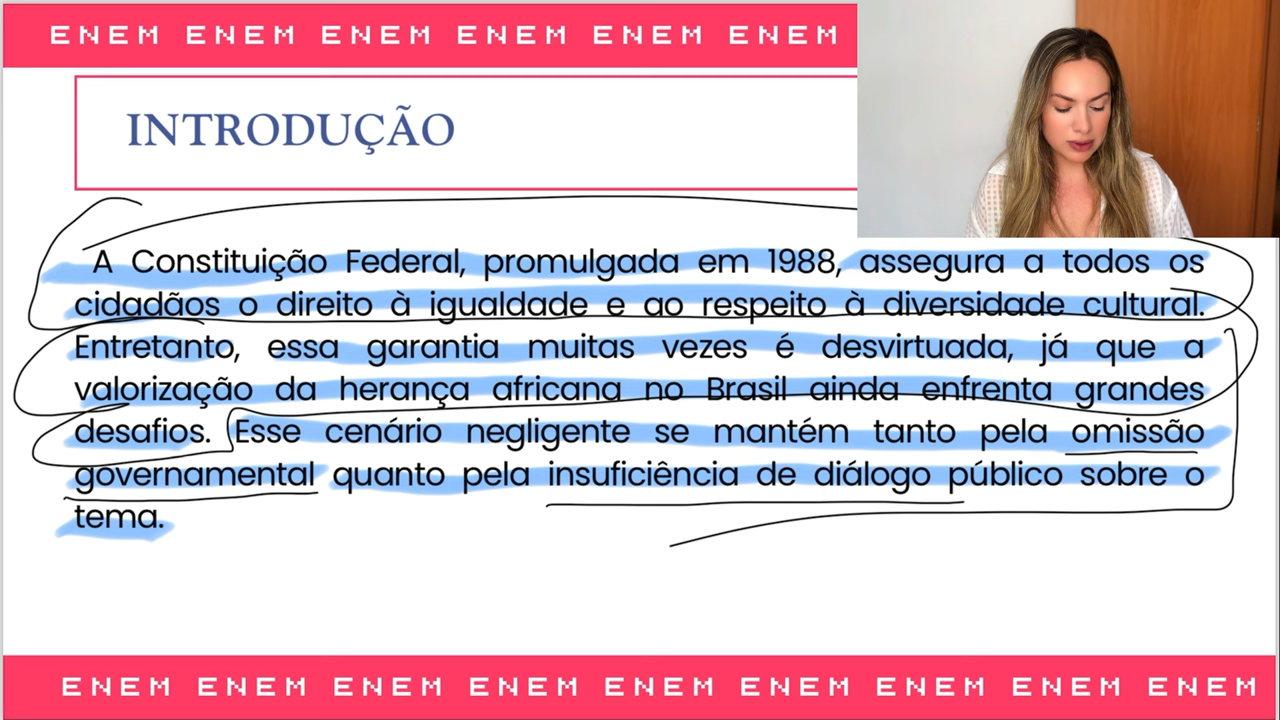 ENEM ENEM ENEM ENEM ENEM ENEM
INTRODUÇÃO
A Constituição Federal, promulgada em 1988, assegura a todos os
cidadãos o direito à igualdade e ao respeito à diversidade cultural.
Entretanto, essa garantia muitas vezes é desvirtuada, já que a
valorização da herança africana no Brasil ainda enfrenta grandes
desafios. Esse cenário negligente se mantém tanto pela omissão
governamental quanto pela insuficiência de diálogo público sobre o
tema.
ENEM ENEM ENEM ENEM ENEM ENEM ENEM ENEM ENEM